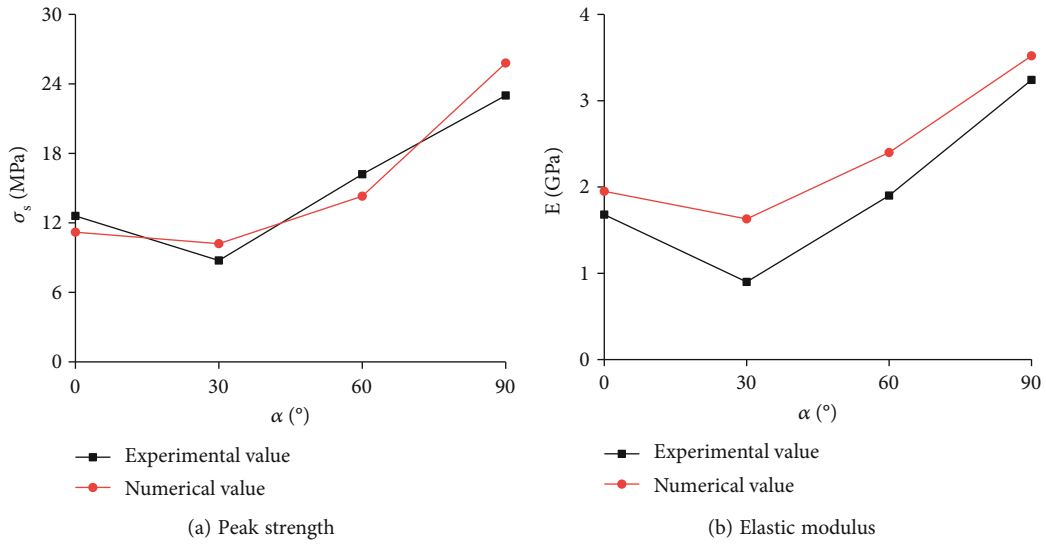 30
24
18
12
6
0
σs (MPa)
0 30 60 90
α (°)
Experimental value
Numerical value
(a) Peak strength
4
3
2
1
0
E (GPa)
0 30 60 90
α (°)
Experimental value
Numerical value
(b) Elastic modulus